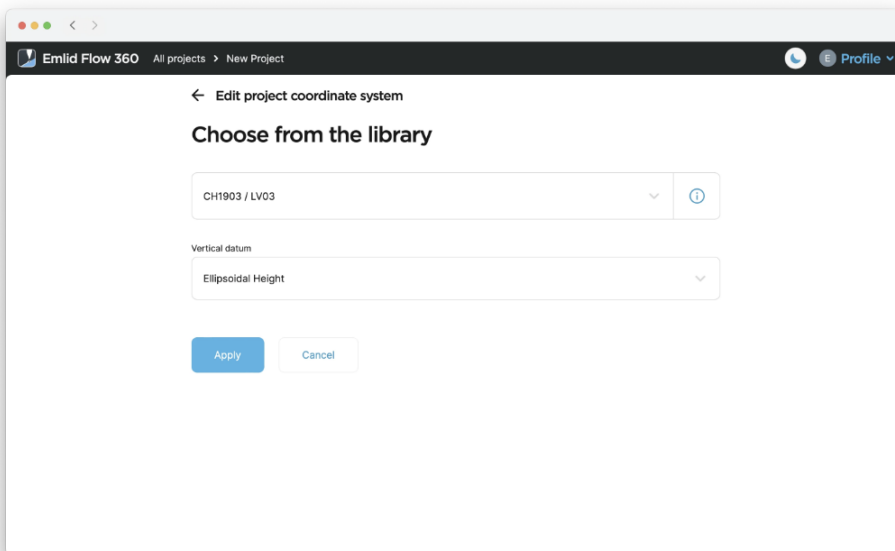 Emlid Flow 360 All projects > New Project E Profile
← Edit project coordinate system
Choose from the library
CH1903 / LV03
Vertical datum
Ellipsoidal Height
Apply Cancel